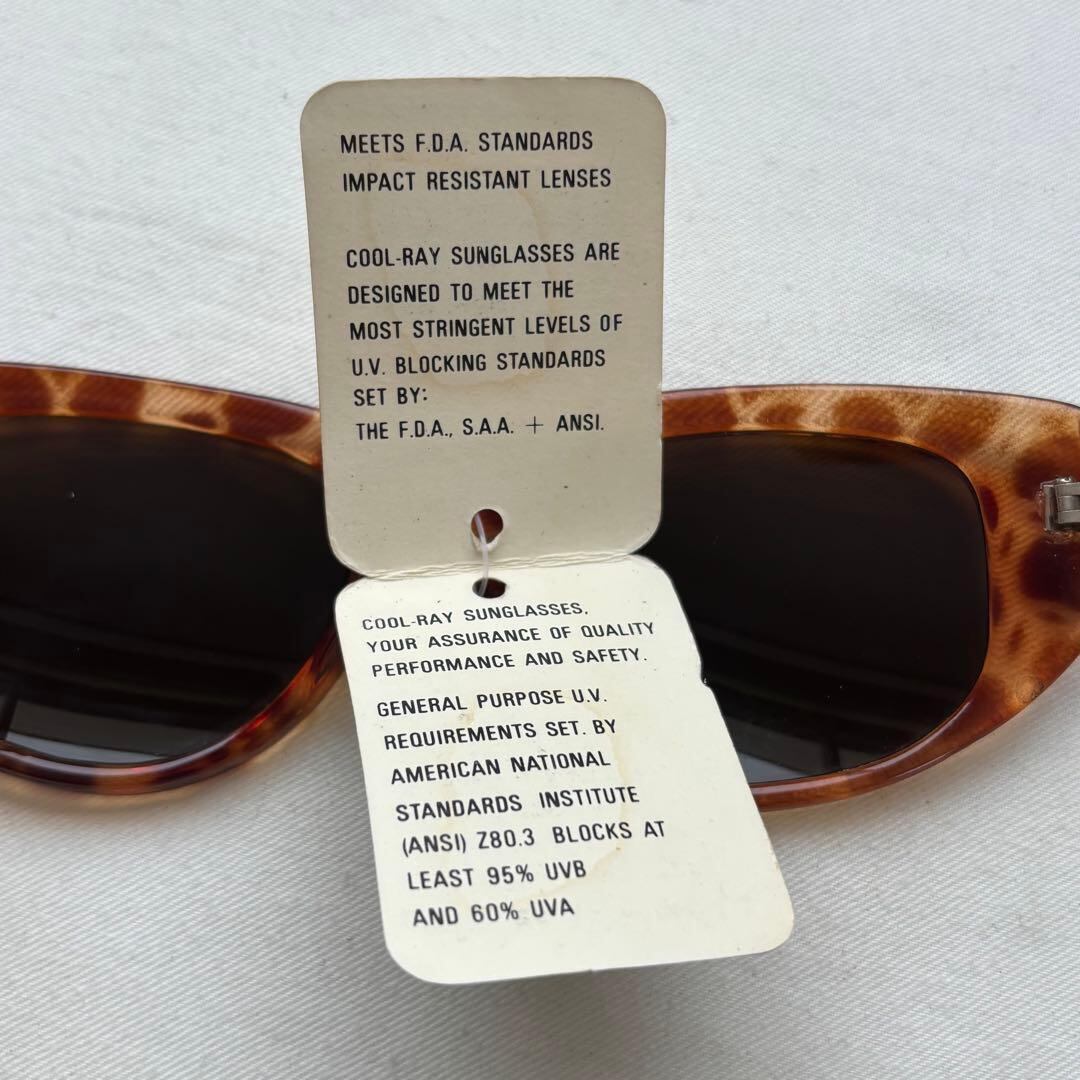 MEETS F.D.A. STANDARDS
IMPACT RESISTANT LENSES
COOL-RAY SUNGLASSES ARE
DESIGNED TO MEET THE
MOST STRINGENT LEVELS OF
U.V. BLOCKING STANDARDS
SET BY:
THE F.D.A., S.A.A. + ANSI.
COOL-RAY SUNGLASSES,
YOUR ASSURANCE OF QUALITY
PERFORMANCE AND SAFETY.
GENERAL PURPOSE U.V.
REQUIREMENTS SET. BY
AMERICAN NATIONAL
STANDARDS INSTITUTE
(ANSI) Z80.3 BLOCKS AT
LEAST 95% UVB
AND 60% UVA